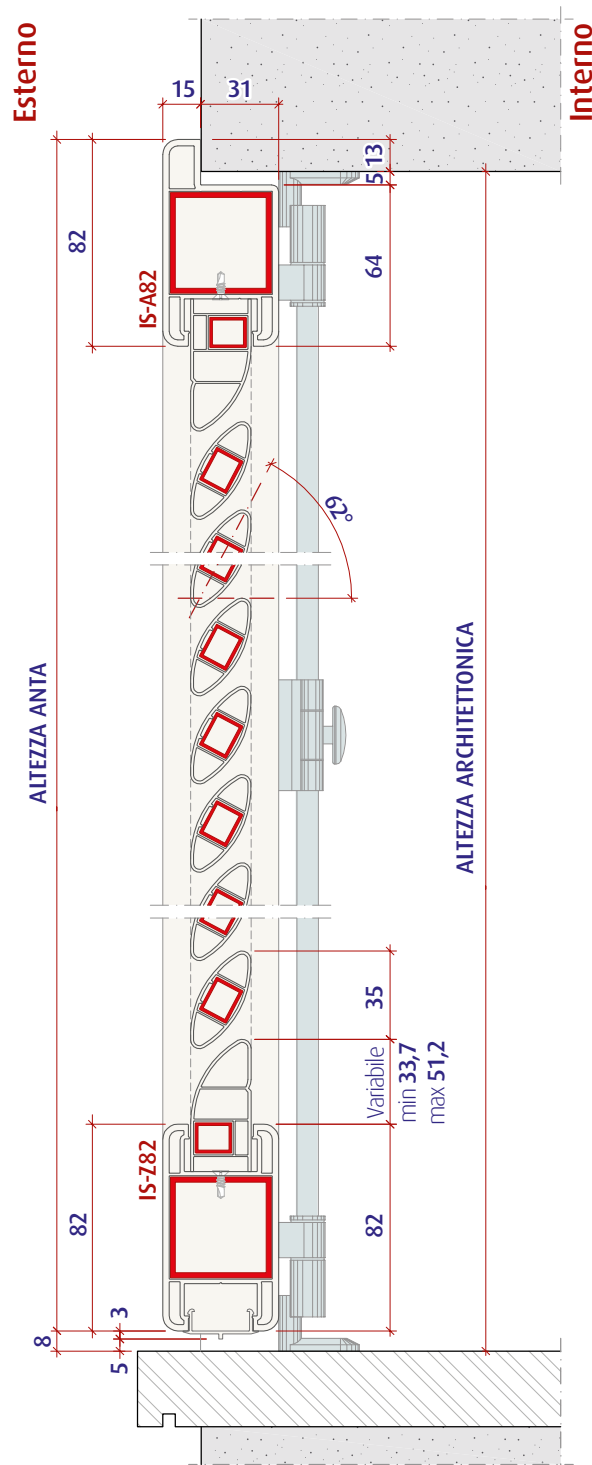 Esterno
Interno
15
31
13
5
82
64
IS-A82
62°
ALTEZZA ANTA
ALTEZZA ARCHITETTONICA
35
Variabile
min 33,7
max 51,2
IS-Z82
82
82
3
8
5